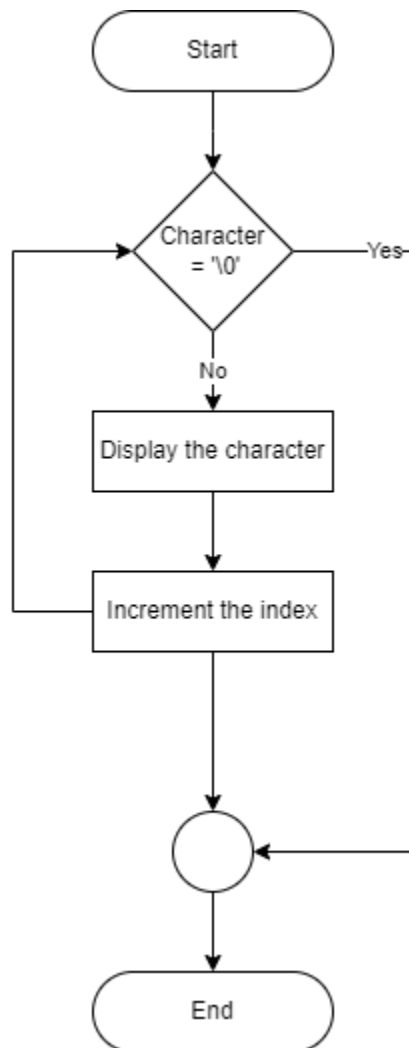 Start
Character
= '\0'
Yes
No
Display the character
Increment the index
End